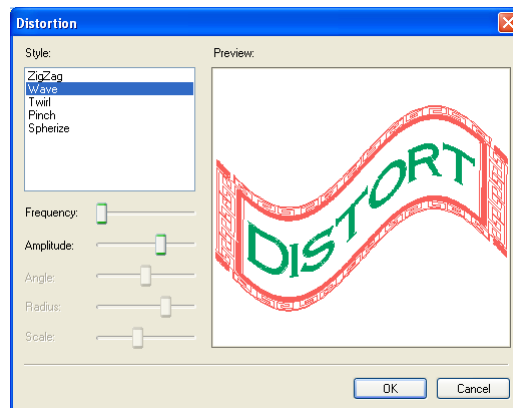 Distortion
Style:
Preview:
ZigZag
Wave
Twirl
Pinch
Spherize
DISTORT
Frequency:
Amplitude:
Angle:
Radius:
Scale:
OK
Cancel